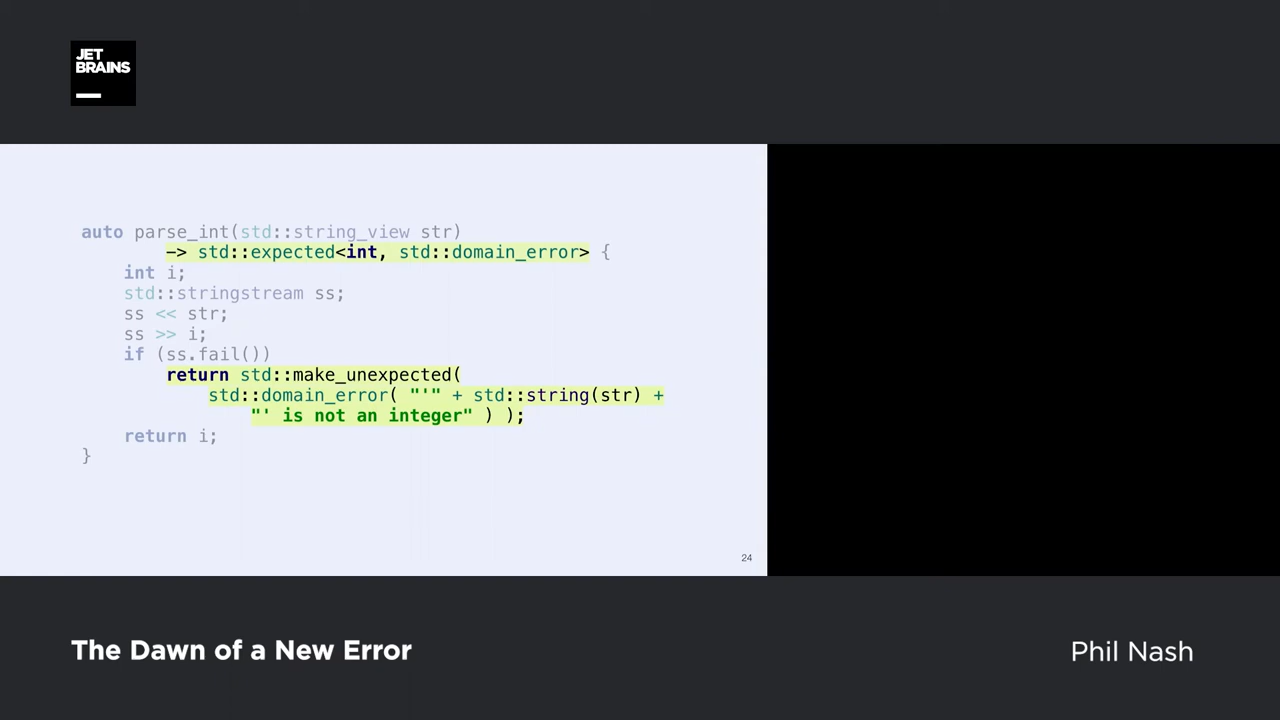 JET
BRAINS
auto parse_int(std::string_view str)
-> std::expected<int, std::domain_error> {
int i;
std::stringstream ss;
ss << str;
ss >> i;
if (ss.fail())
return std::make_unexpected(
std::domain_error( "'" + std::string(str) +
"' is not an integer" ) );
return i;
}
24
The Dawn of a New Error
Phil Nash